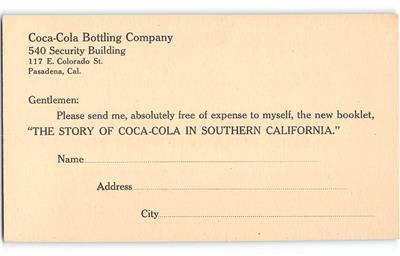 Coca-Cola Bottling Company
540 Security Building
117 E. Colorado St.
Pasadena, Cal.
Gentlemen:
Please send me, absolutely free of expense to myself, the new booklet,
"THE STORY OF COCA-COLA IN SOUTHERN CALIFORNIA."
Name
Address
City